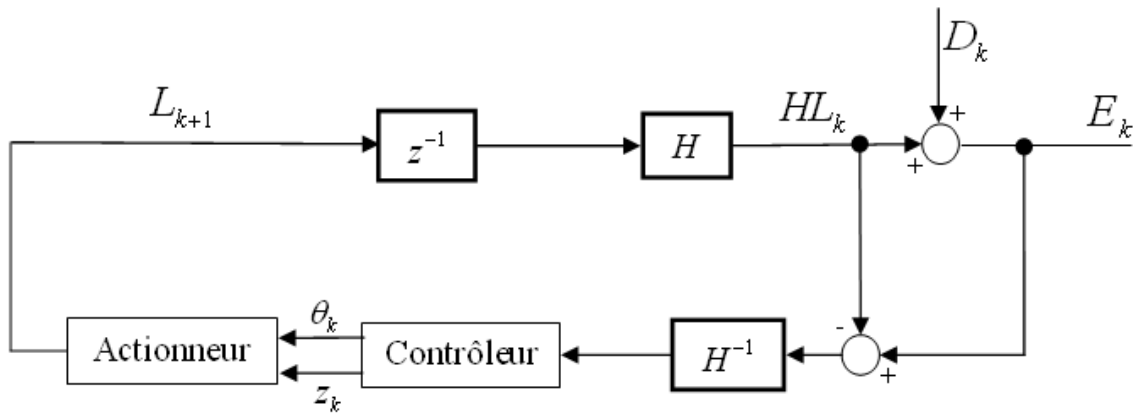 D_k
L_{k+1}
HL_k
E_k
z^{-1}
H
+
+
θ_k
-
Actionneur
Contrôleur
H^{-1}
+
z_k